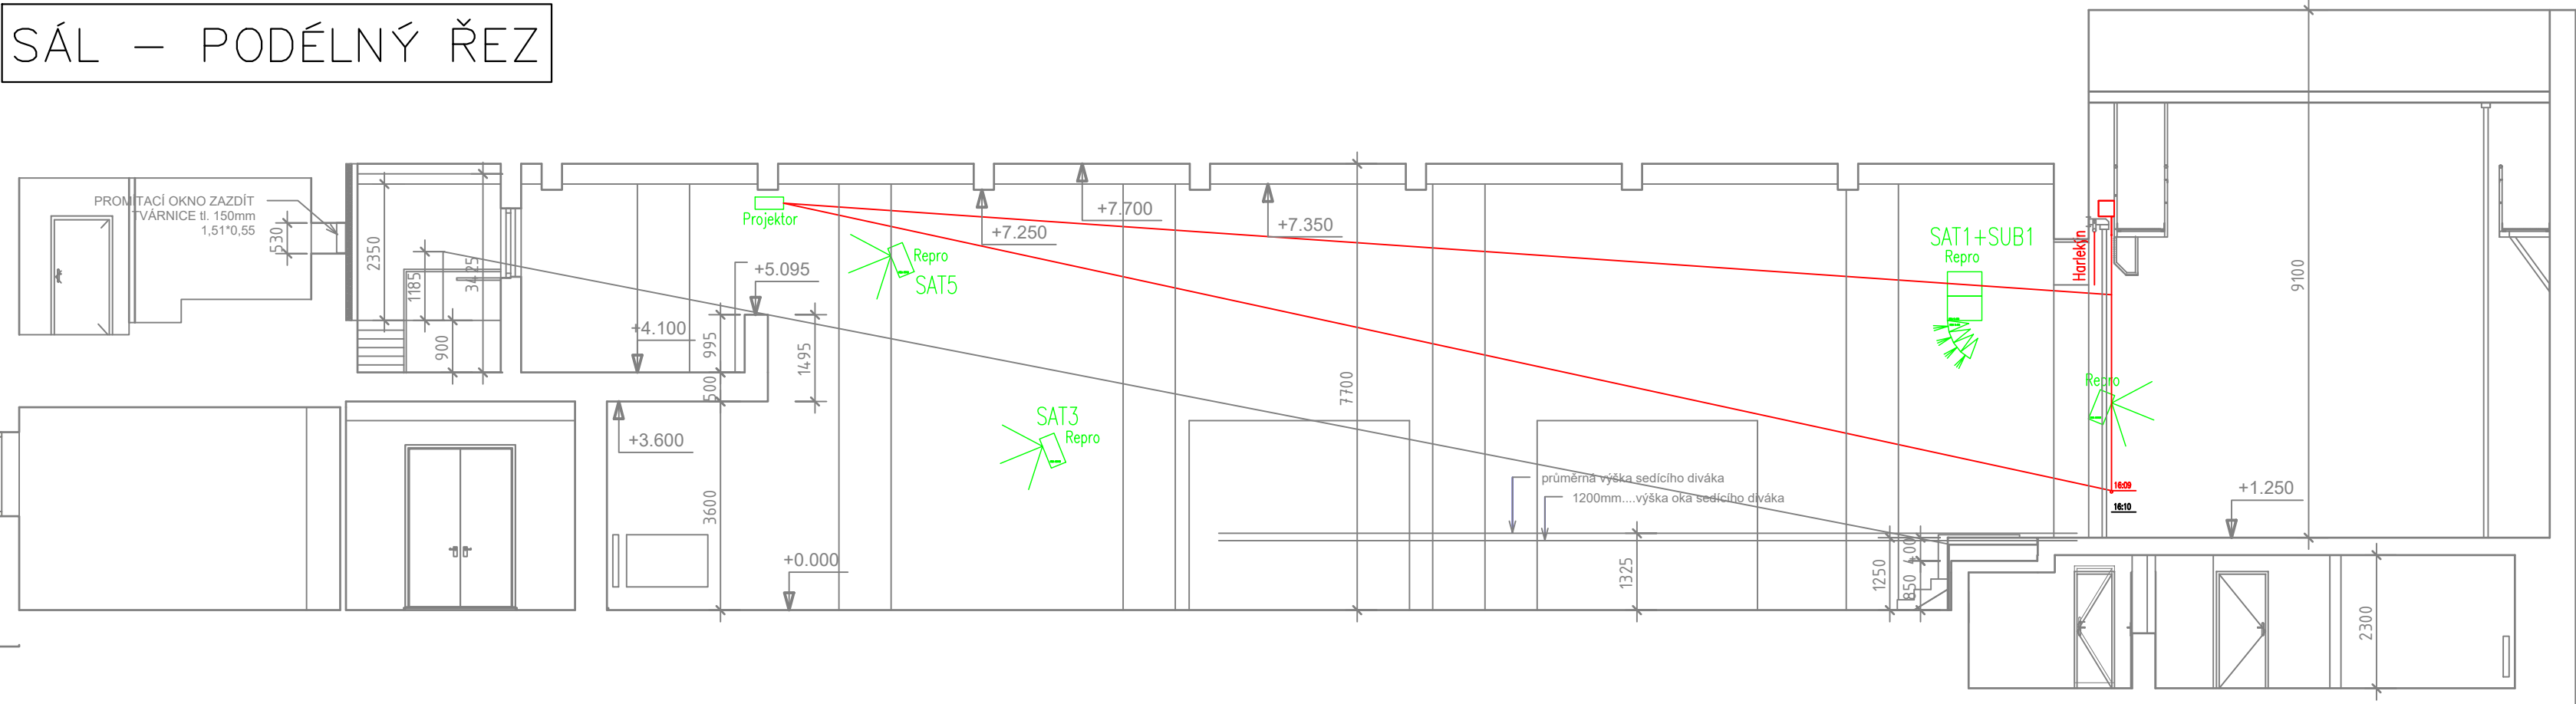 SÁL – PODÉLNÝ ŘEZ
PROMÍTACÍ OKNO ZAZDÍT
TVÁRNICE tl. 150mm
1,51*0,55
530
2350
1185
3425
900
Projektor
Repro
SAT5
+5.095
+4.100
995
500
1495
+3.600
3600
+0.000
+7.250
+7.700
+7.350
7700
SAT3
Repro
průměrná výška sedícího diváka
1200mm....výška oka sedícího diváka
1325
SAT1+SUB1
Repro
1250
400
850
Harlekýn
Repro
16:09
16:10
9100
+1.250
2300